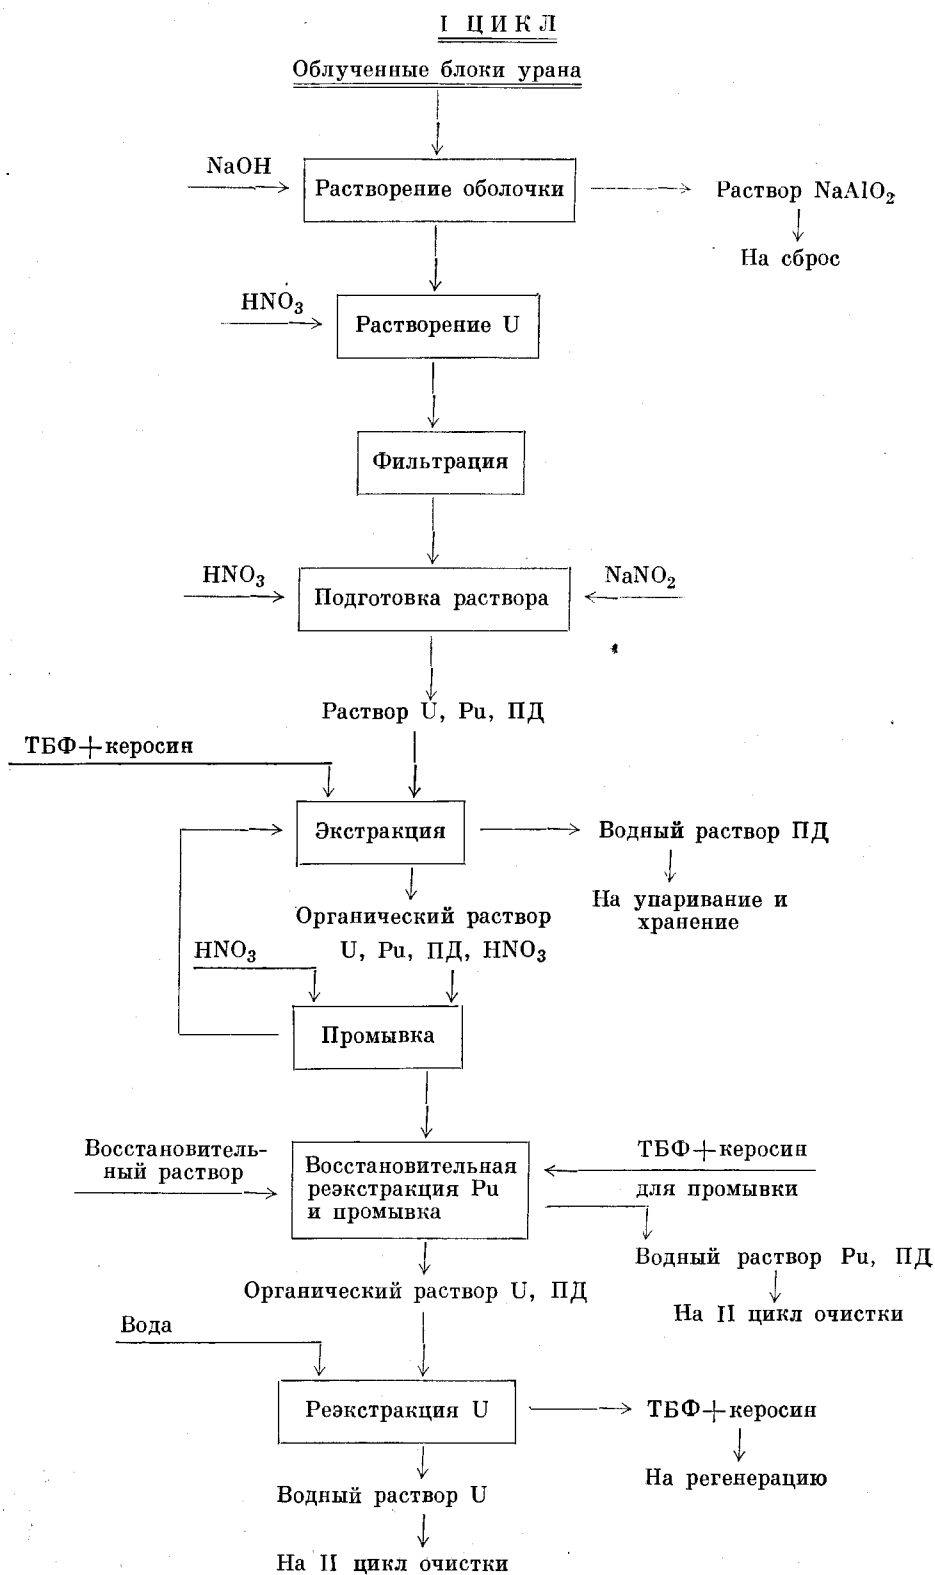 I ЦИКЛ
Облученные блоки урана
NaOH
Растворение оболочки
Раствор NaAlO₂
На сброс
HNO₃
Растворение U
Фильтрация
HNO₃
NaNO₂
Подготовка раствора
Раствор U, Pu, ПД
ТБФ+керосин
Экстракция
Водный раствор ПД
На упаривание и
хранение
Органический раствор
U, Pu, ПД, HNO₃
HNO₃
Промывка
Восстановитель-
ный раствор
Восстановительная
реэкстракция Pu
и промывка
ТБФ+керосин
для промывки
Водный раствор Pu, ПД
На II цикл очистки
Органический раствор U, ПД
Вода
Реэкстракция U
ТБФ+керосин
На регенерацию
Водный раствор U
На II цикл очистки